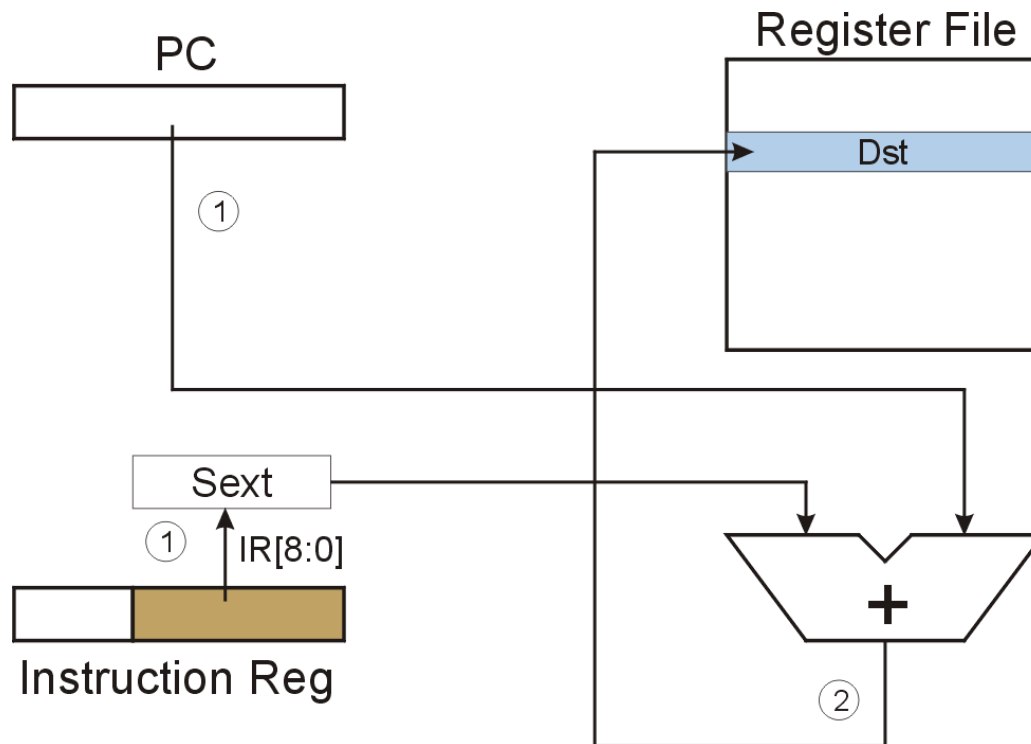 Register File
PC
Dst
1
Sext
1
IR[8:0]
+
Instruction Reg
2